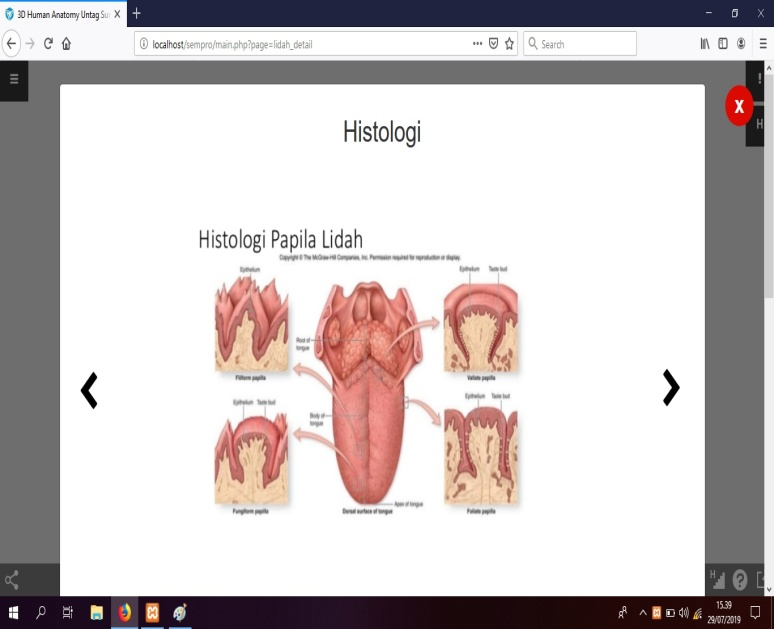 3D Human Anatomy Untag Su
localhost/sempro/main.php?page=lidah_detail
Search
X
H
Histologi
Histologi Papila Lidah
Copyright © The McGraw-Hill Companies, Inc. Permission required for reproduction or display.
Epithelium
Epithelium Taste bud
Root of
tongue
Filiform papilla
Vallate papilla
Epithelium Taste bud
Epithelium Taste bud
Body of
tongue
Apex of tongue
Fungiform papilla
Dorsal surface of tongue
Foliate papilla
H
15.39
29/07/2019